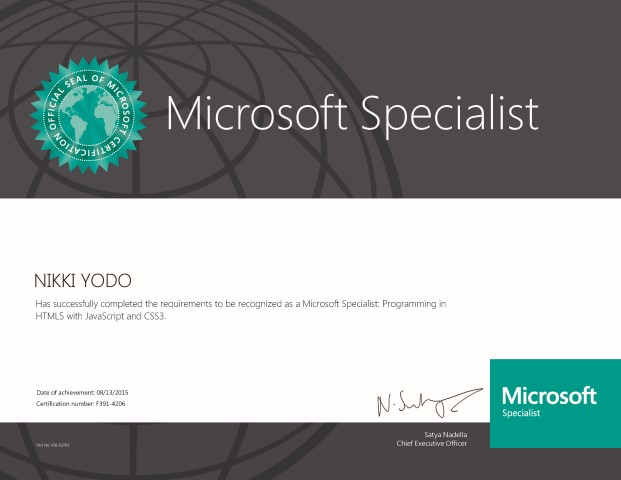 OFFICIAL SEAL OF MICROSOFT CERTIFICATION
Microsoft Specialist
NIKKI YODO
Has successfully completed the requirements to be recognized as a Microsoft Specialist: Programming in
HTML5 with JavaScript and CSS3.
Date of achievement: 08/13/2015
Certification number: F391-4206
Microsoft
Specialist
Satya Nadella
Chief Executive Officer
Part No.